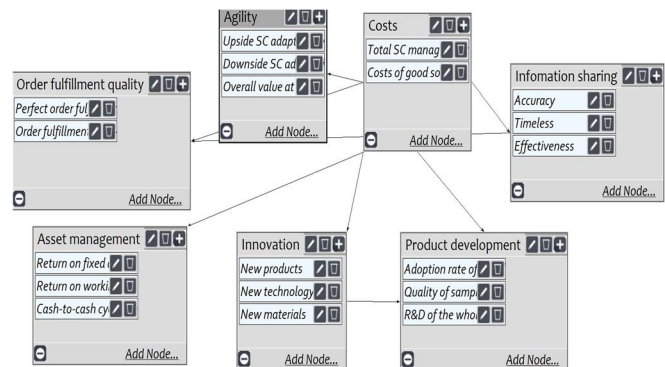 Agility
Upside SC adapt
Downside SC ad
Overall value at
Add Node...
Costs
Total SC manag
Costs of good so
Add Node...
Order fulfillment quality
Perfect order ful
Order fulfillmen
Add Node...
Infomation sharing
Accuracy
Timeless
Effectiveness
Add Node...
Asset management
Return on fixed
Return on worki
Cash-to-cash cy
Add Node...
Innovation
New products
New technology
New materials
Add Node...
Product development
Adoption rate of
Quality of samp
R&D of the who
Add Node...